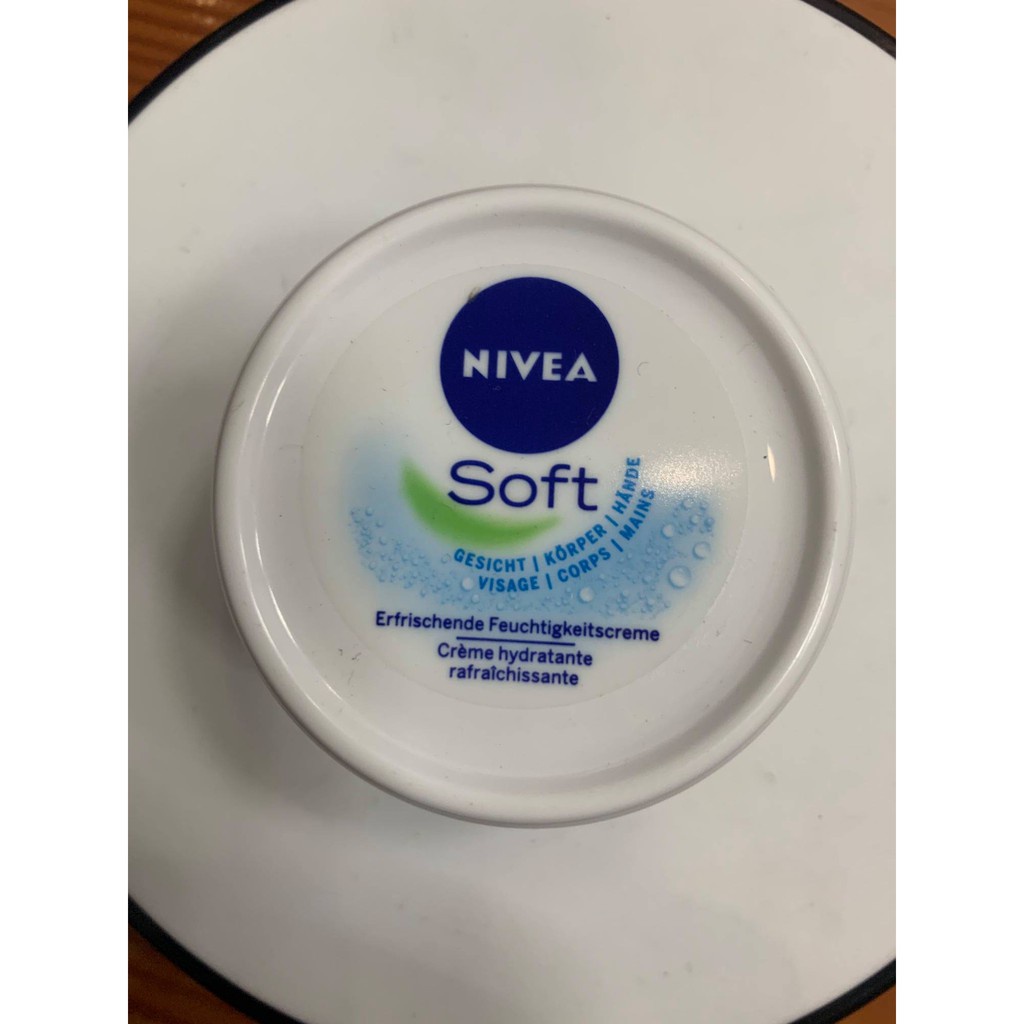 NIVEA
Soft
GESICHT | KÖRPER | HÄNDE
VISAGE | CORPS | MAINS
Erfrischende Feuchtigkeitscreme
Crème hydratante
rafraîchissante